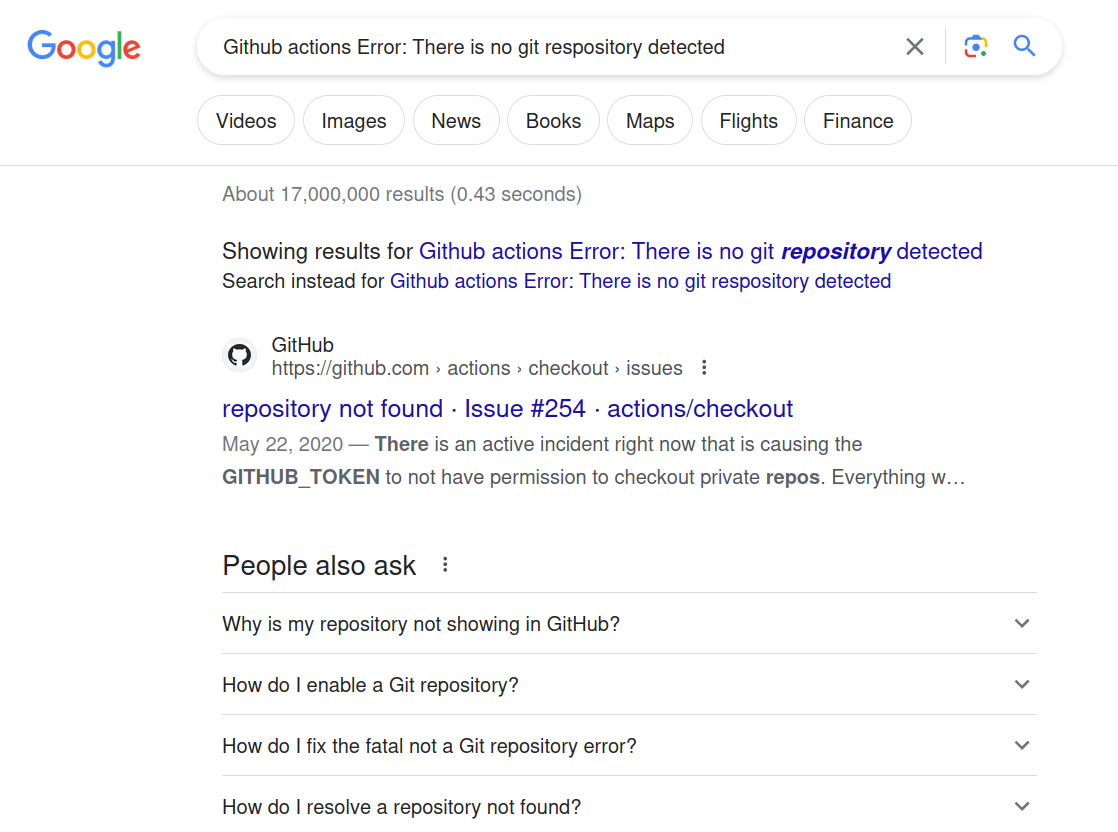 Google
Github actions Error: There is no git respository detected
Videos Images News Books Maps Flights Finance
About 17,000,000 results (0.43 seconds)
Showing results for Github actions Error: There is no git repository detected
Search instead for Github actions Error: There is no git respository detected
GitHub
https://github.com › actions › checkout › issues
repository not found · Issue #254 · actions/checkout
May 22, 2020 — There is an active incident right now that is causing the
GITHUB_TOKEN to not have permission to checkout private repos. Everything w…
People also ask
Why is my repository not showing in GitHub?
How do I enable a Git repository?
How do I fix the fatal not a Git repository error?
How do I resolve a repository not found?